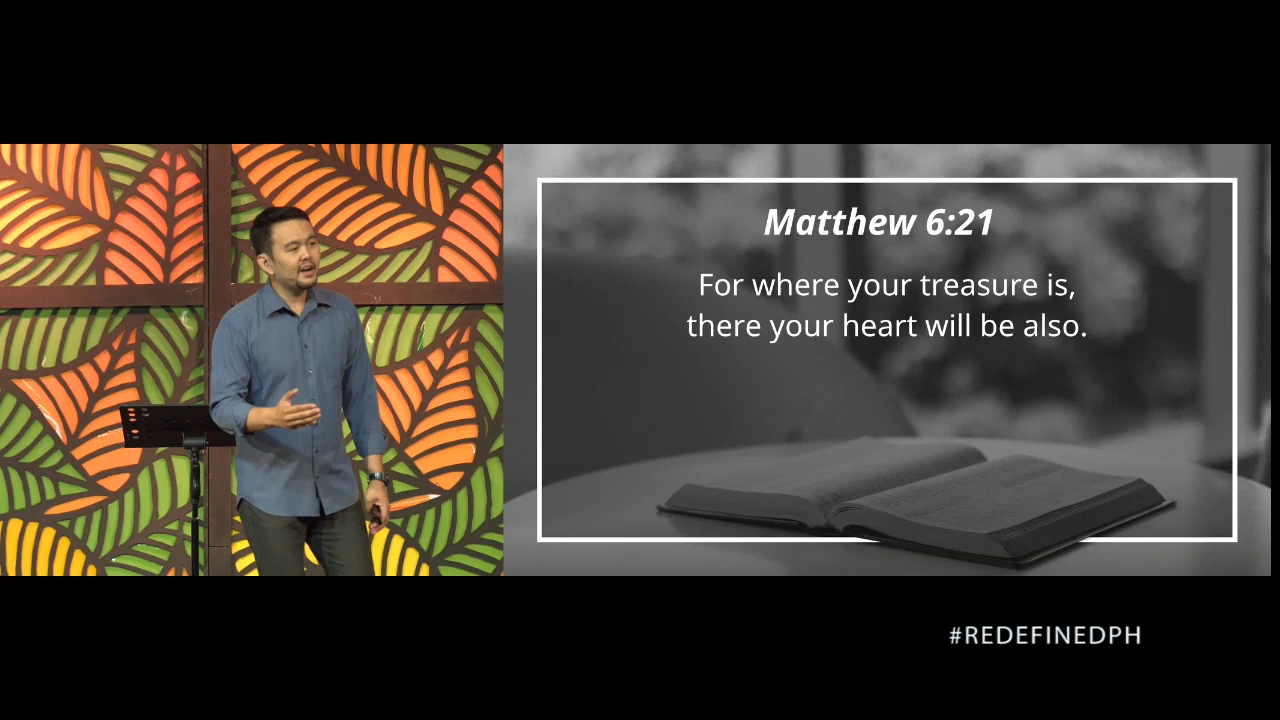 Matthew 6:21
For where your treasure is,
there your heart will be also.
#REDEFINEDPH